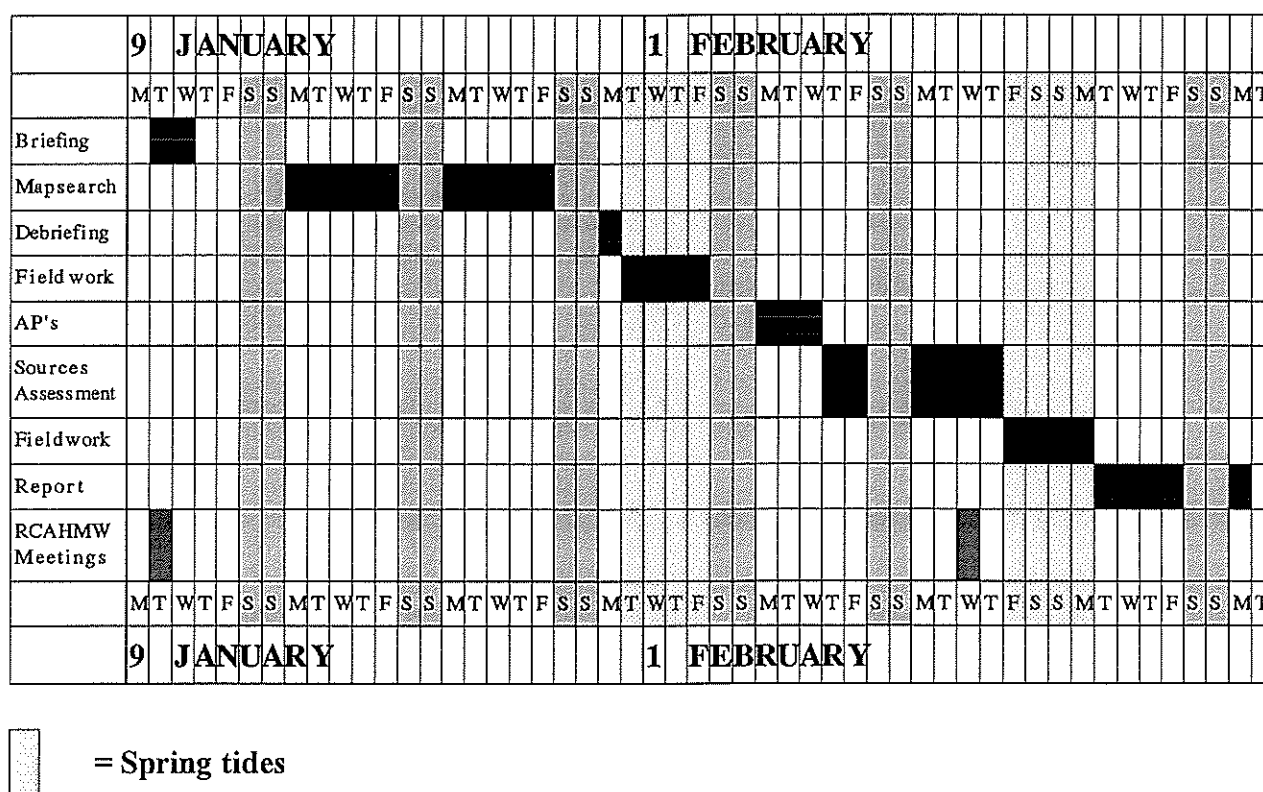 9 JANUARY 1 FEBRUARY
M T W T F S S M T W T F S S M T W T F S S M T W T F S S M T W T F S S M T W T F S S M T W T F S S M T
Briefing
Mapsearch
Debriefing
Field work
AP's
Sources
Assessment
Fieldwork
Report
RCAHMW
Meetings
M T W T F S S M T W T F S S M T W T F S S M T W T F S S M T W T F S S M T W T F S S M T W T F S S M T
9 JANUARY 1 FEBRUARY
= Spring tides